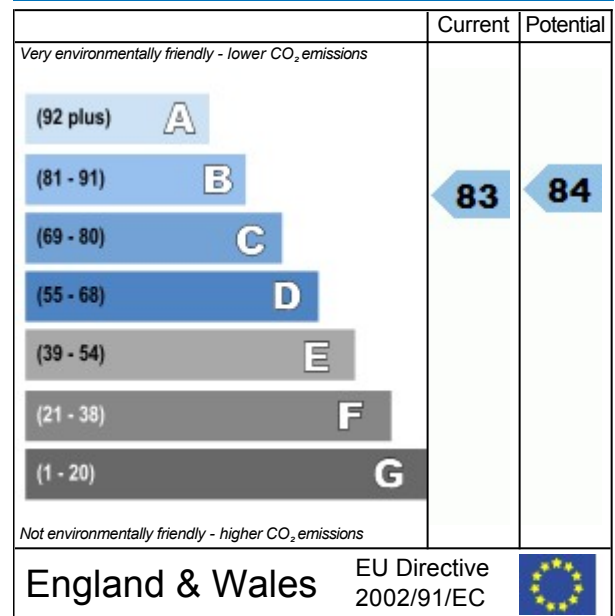 Current Potential
Very environmentally friendly - lower CO₂ emissions
(92 plus) A
(81 - 91) B
83 84
(69 - 80) C
(55 - 68) D
(39 - 54) E
(21 - 38) F
(1 - 20) G
Not environmentally friendly - higher CO₂ emissions
England & Wales
EU Directive
2002/91/EC